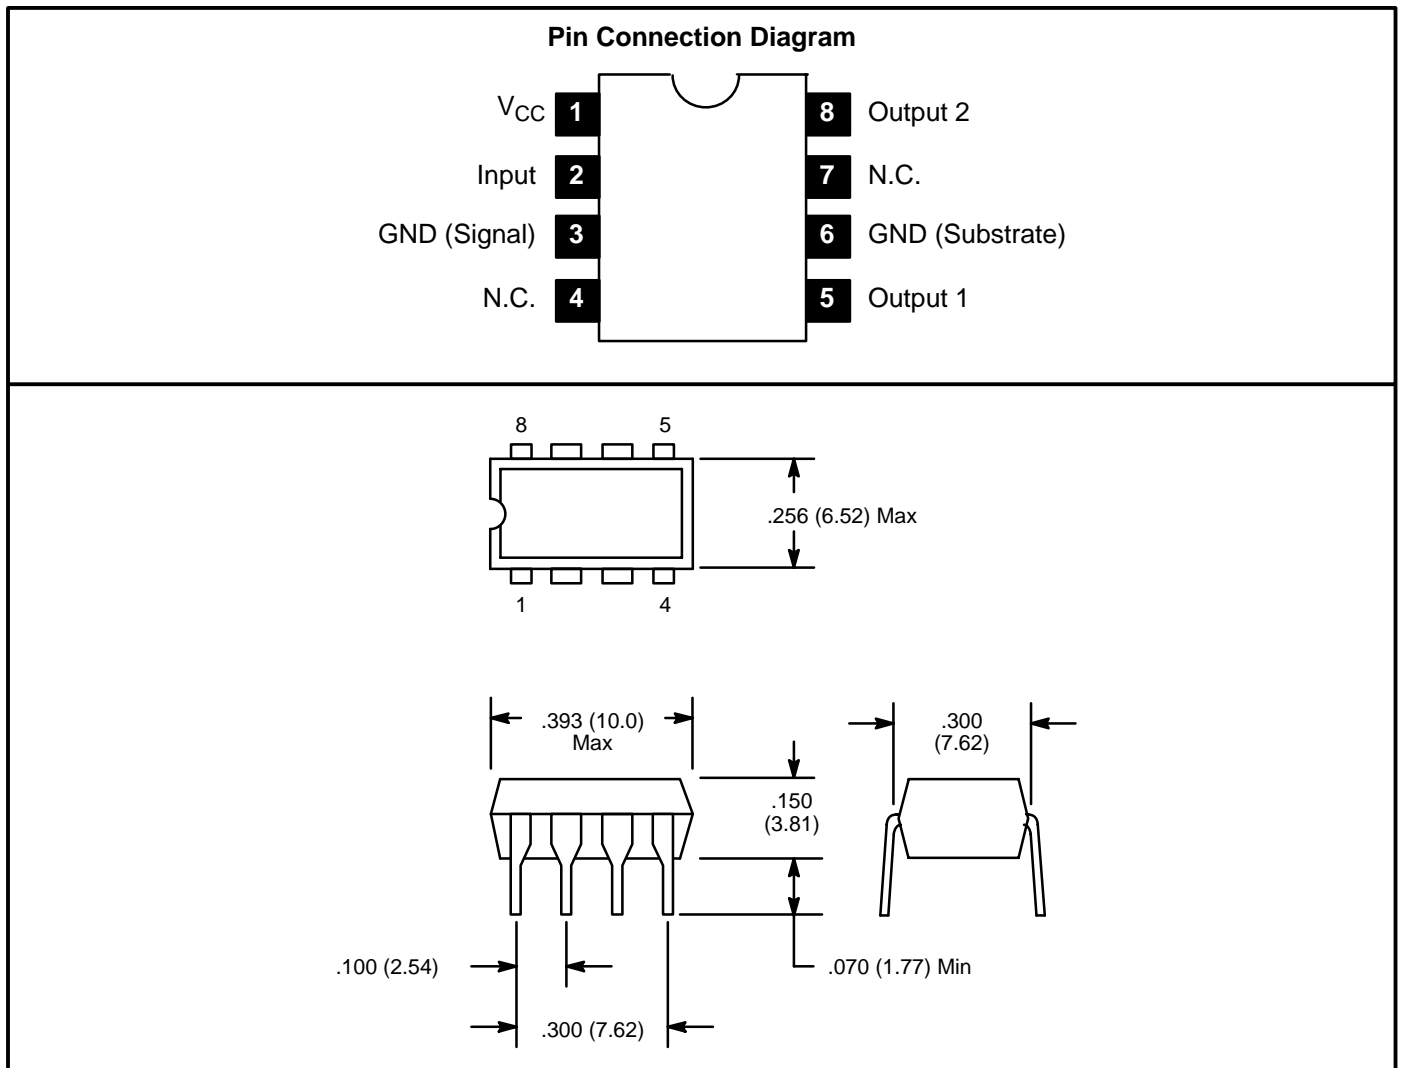 Pin Connection Diagram
VCC 1 8 Output 2
Input 2 7 N.C.
GND (Signal) 3 6 GND (Substrate)
N.C. 4 5 Output 1
8 5
.256 (6.52) Max
1 4
.393 (10.0)
Max
.300
(7.62)
.150
(3.81)
.100 (2.54)
.070 (1.77) Min
.300 (7.62)